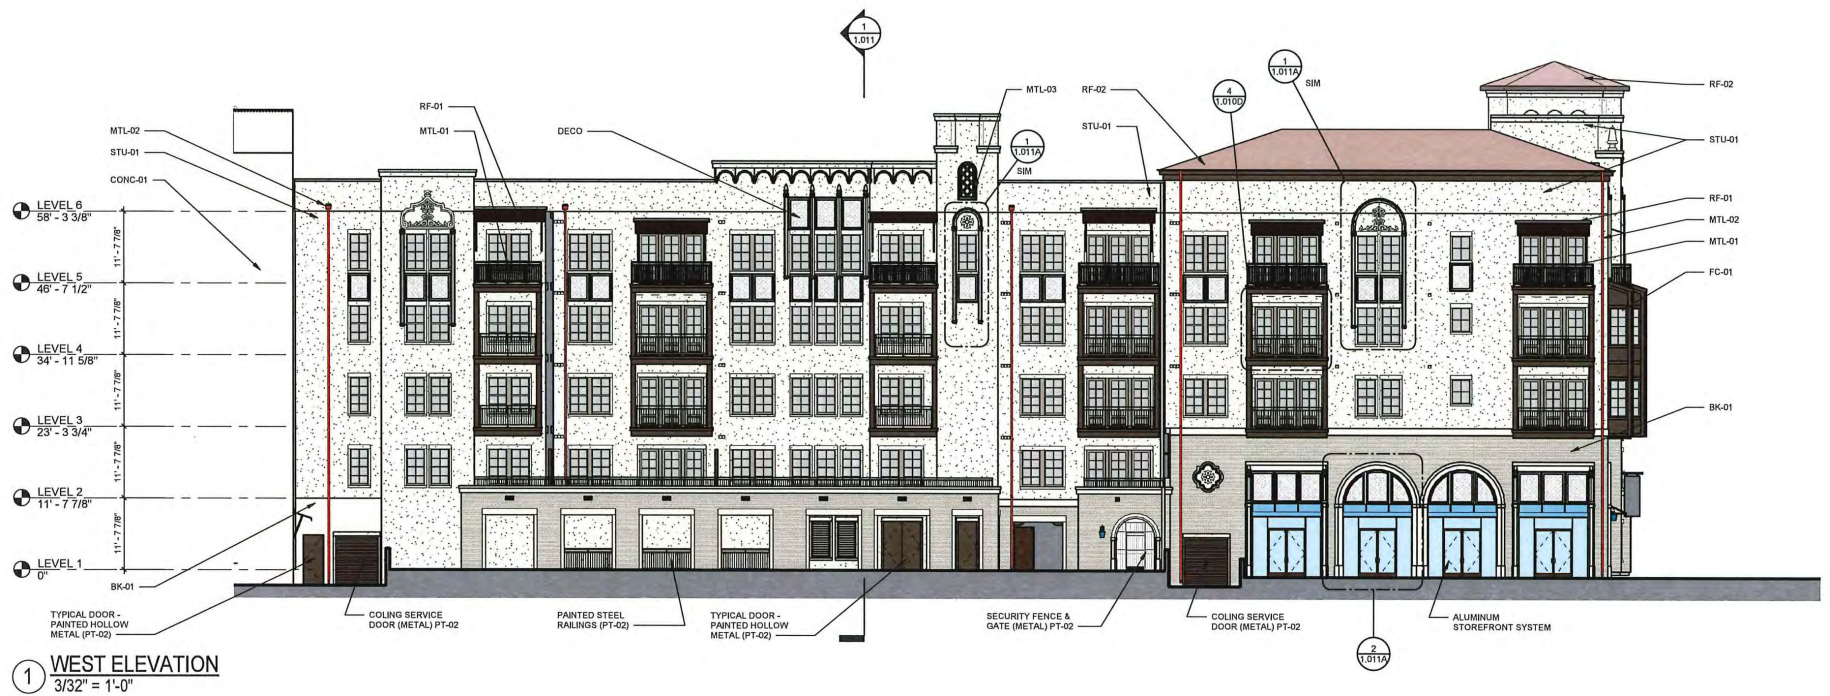 1
1.011
1
1.011A
SIM
4
1.010D
RF-01
MTL-01
DECO
MTL-03
RF-02
RF-02
1
1.011A
SIM
STU-01
MTL-02
STU-01
CONC-01
STU-01
RF-01
MTL-02
MTL-01
FC-01
BK-01
LEVEL 6
58' - 3 3/8"
11' - 7 7/8"
LEVEL 5
46' - 7 1/2"
11' - 7 7/8"
LEVEL 4
34' - 11 5/8"
11' - 7 7/8"
LEVEL 3
23' - 3 3/4"
11' - 7 7/8"
LEVEL 2
11' - 7 7/8"
11' - 7 7/8"
LEVEL 1
0"
BK-01
TYPICAL DOOR -
PAINTED HOLLOW
METAL (PT-02)
COLING SERVICE
DOOR (METAL) PT-02
PAINTED STEEL
RAILINGS (PT-02)
TYPICAL DOOR -
PAINTED HOLLOW
METAL (PT-02)
SECURITY FENCE &
GATE (METAL) PT-02
COLING SERVICE
DOOR (METAL) PT-02
ALUMINUM
STOREFRONT SYSTEM
2
1.011A
1
WEST ELEVATION
3/32" = 1'-0"